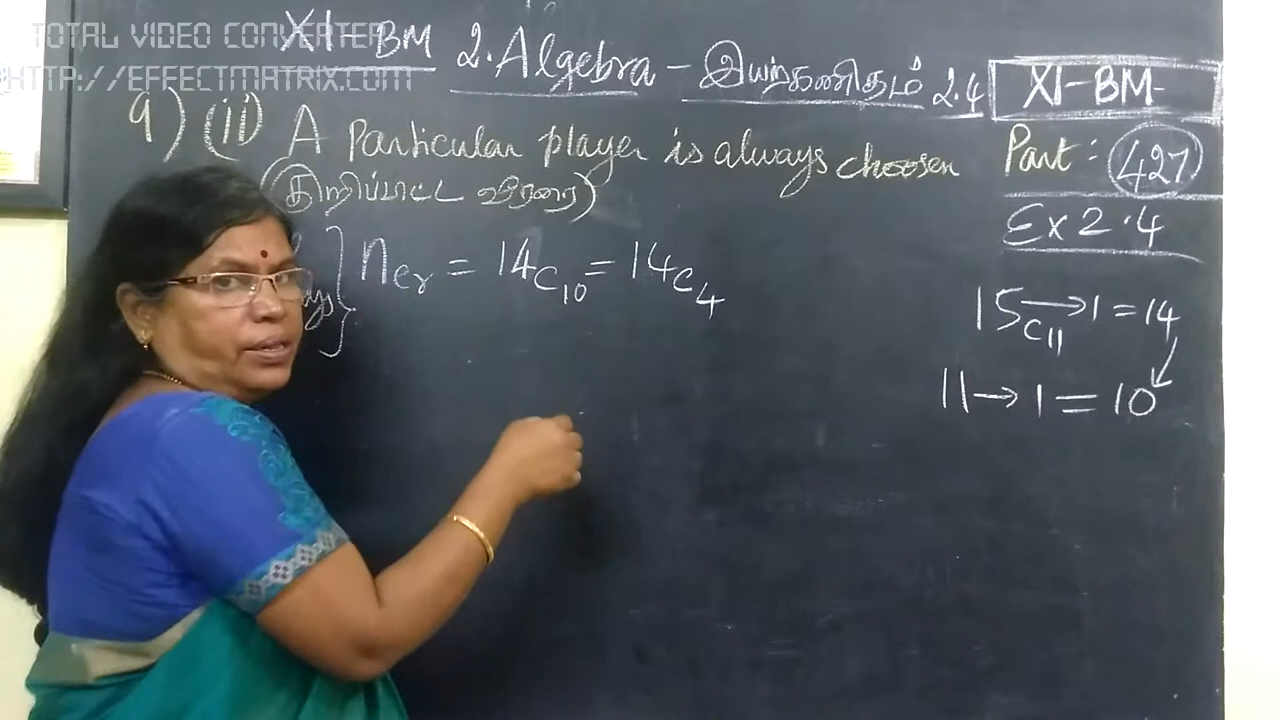 TOTAL VIDEO CONVERTER
HTTP://EFFECTMATRIX.COM
XI-BM 2. Algebra - இயற்கணிதம் 2.4
XI-BM-
Part: 427
Ex 2.4
9) (ii) A Particular player is always choosen
(குறிப்பிட்ட வீரரை)
ays} ncr = 14C10 = 14C4
15C11 → 1 = 14
11 → 1 = 10